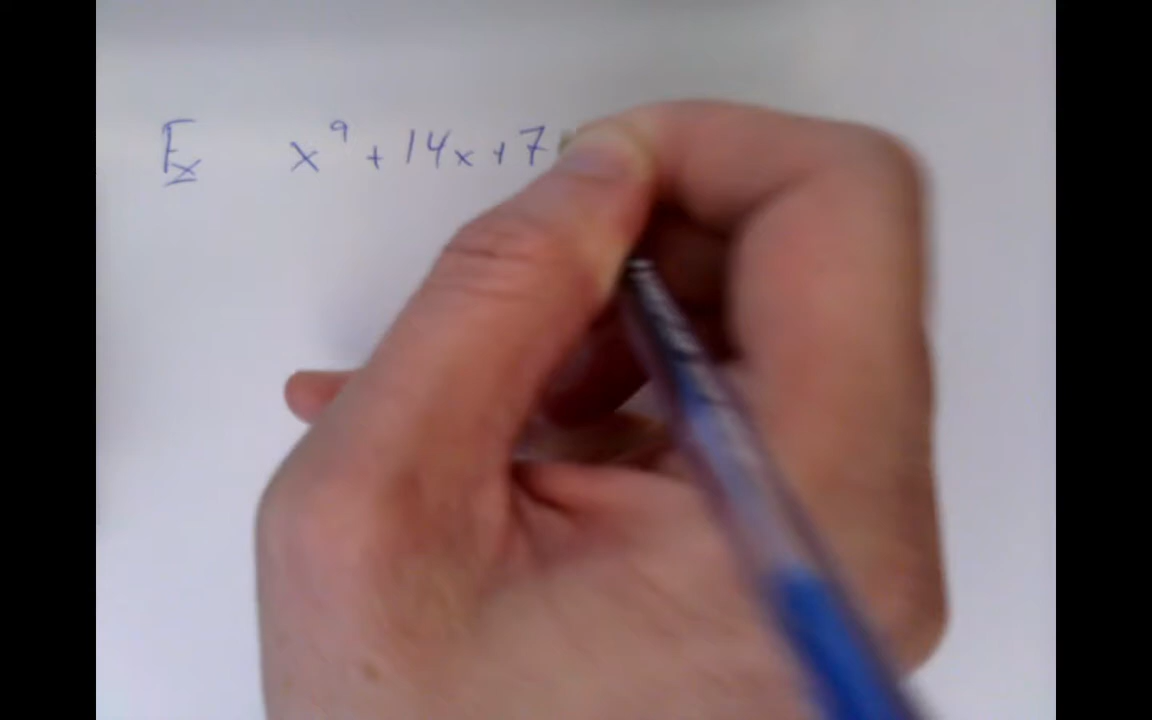 Ex x⁹ + 14x + 7